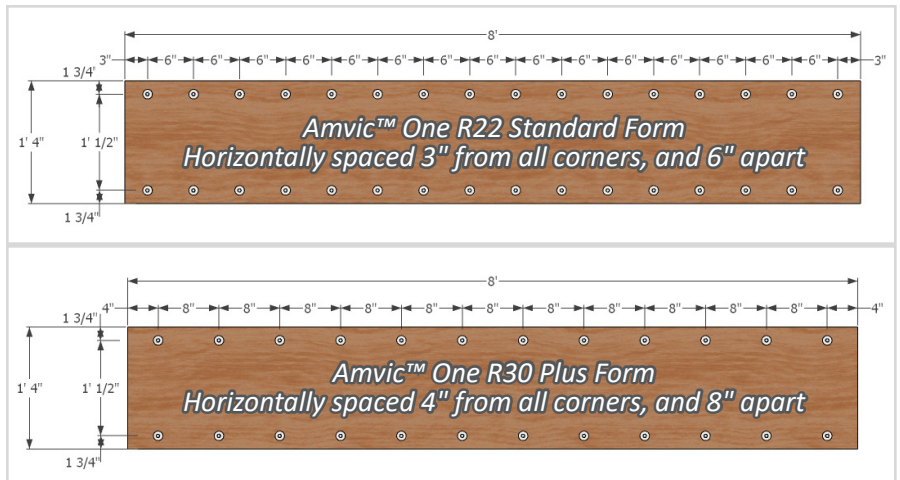 8'
3" 6" 6" 6" 6" 6" 6" 6" 6" 6" 6" 6" 6" 6" 6" 6" 3"
1 3/4"
1' 4"
1' 1/2"
Amvic™ One R22 Standard Form
Horizontally spaced 3" from all corners, and 6" apart
1 3/4"
8'
4" 8" 8" 8" 8" 8" 8" 8" 8" 8" 8" 8" 4"
1 3/4"
1' 4"
1' 1/2"
Amvic™ One R30 Plus Form
Horizontally spaced 4" from all corners, and 8" apart
1 3/4"